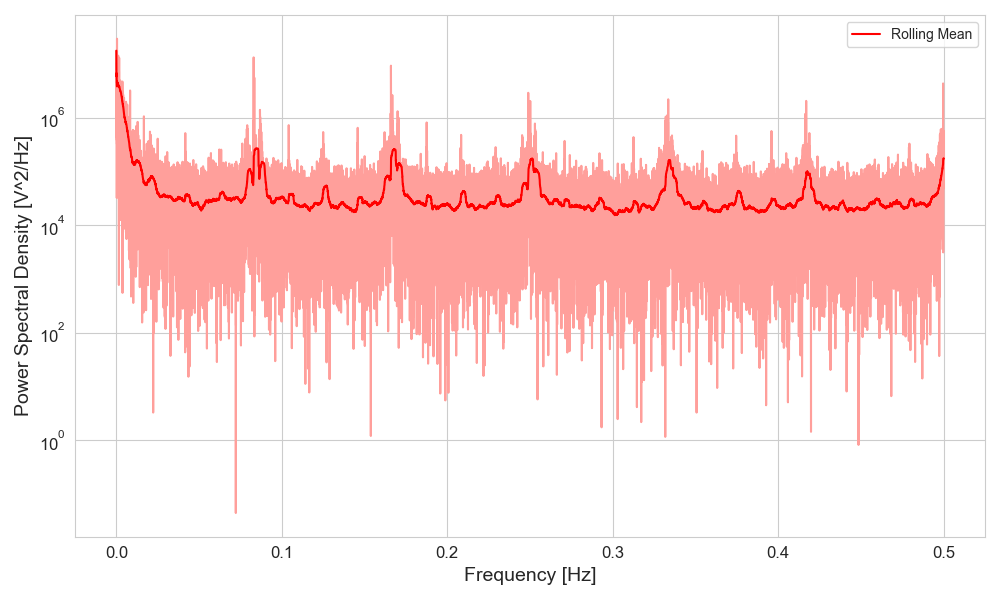 Rolling Mean
Power Spectral Density [V^2/Hz]
10^6
10^4
10^2
10^0
0.0 0.1 0.2 0.3 0.4 0.5
Frequency [Hz]